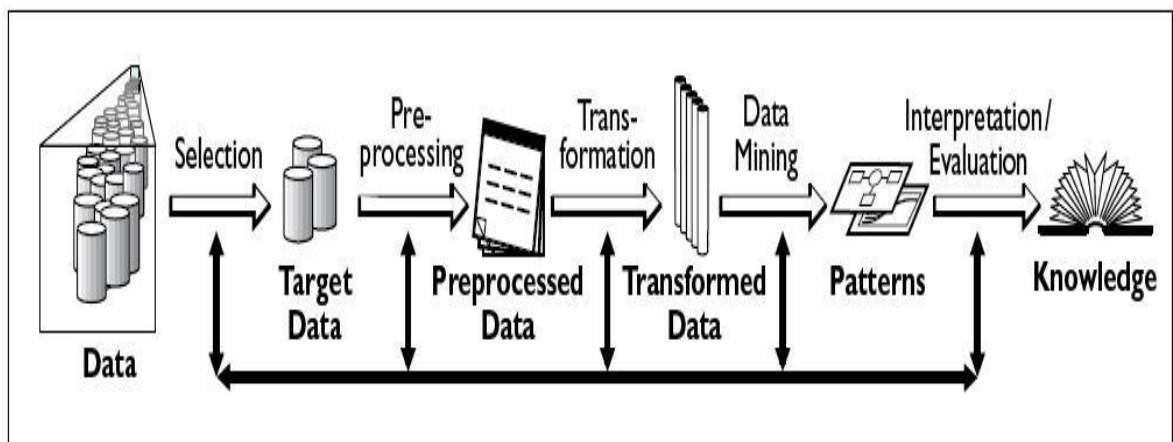 Data
Selection
Target
Data
Pre-
processing
Preprocessed
Data
Trans-
formation
Transformed
Data
Data
Mining
Patterns
Interpretation/
Evaluation
Knowledge